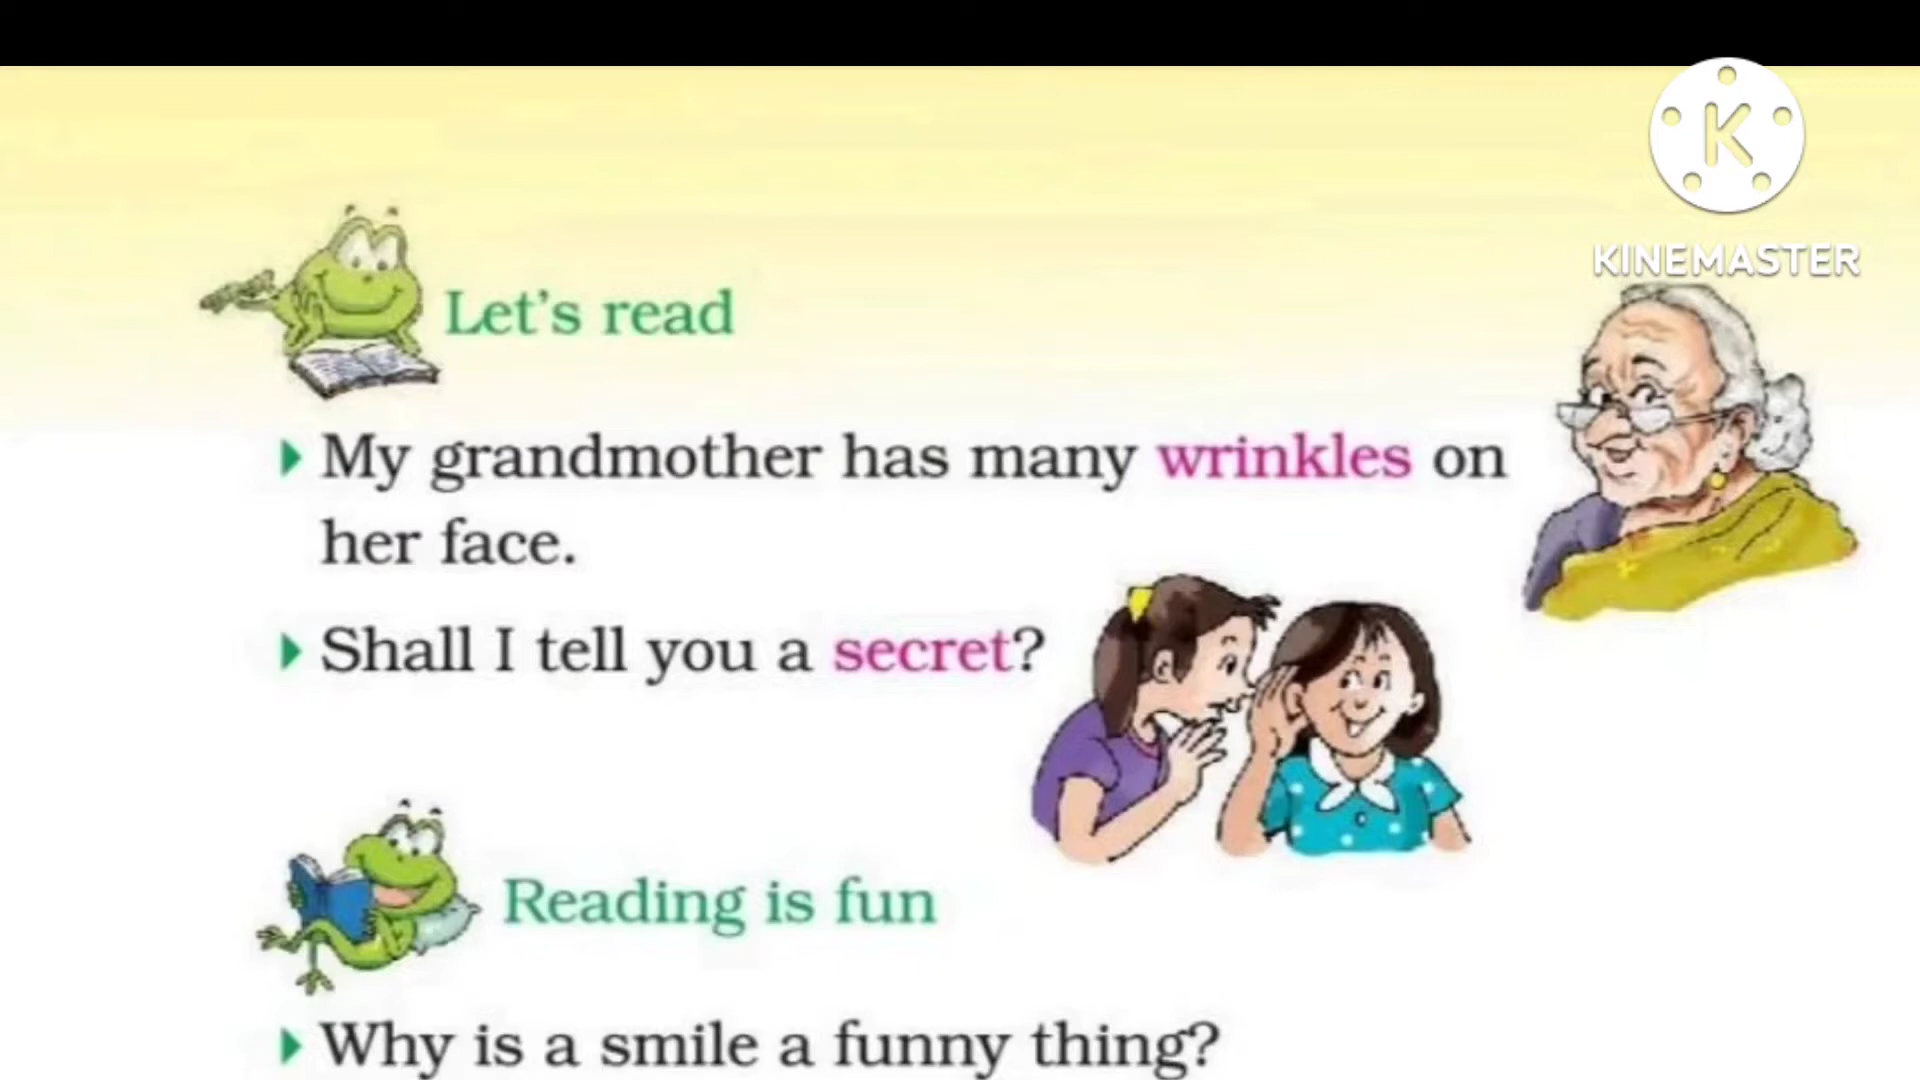 K
KINEMASTER
Let's read
My grandmother has many wrinkles on
her face.
Shall I tell you a secret?
Reading is fun
Why is a smile a funny thing?